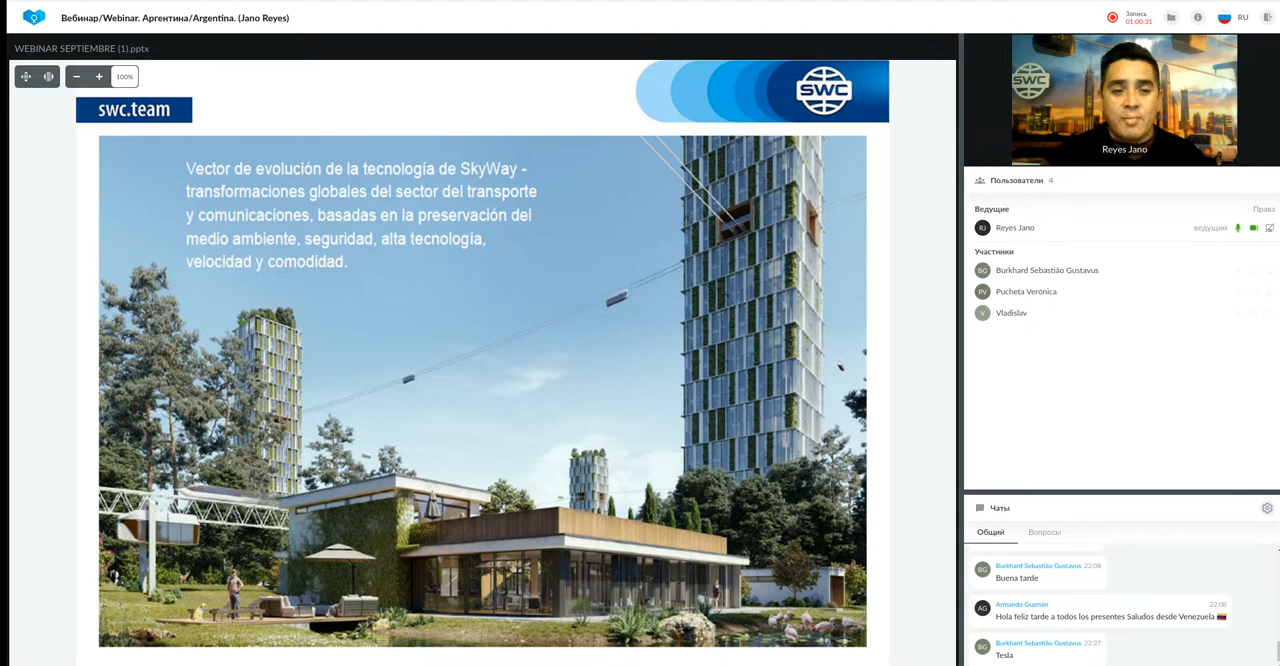 Вебинар/Webinar. Аргентина/Argentina. (Jano Reyes)
Запись
01:00:31
RU
WEBINAR SEPTIEMBRE (1).pptx
100%
swc.team
SWC
Vector de evolución de la tecnología de SkyWay -
transformaciones globales del sector del transporte
y comunicaciones, basadas en la preservación del
medio ambiente, seguridad, alta tecnología,
velocidad y comodidad.
SWC
Reyes Jano
Пользователи 4
Ведущие Права
RJ Reyes Jano ведущий
Участники
BG Burkhard Sebastião Gustavus
PV Pucheta Verónica
V Vladislav
Чаты
Общий Вопросы
BG Burkhard Sebastião Gustavus 22:08
Buena tarde
AG Armando Guzmán 22:08
Hola feliz tarde a todos los presentes Saludos desde Venezuela 🇻🇪
BG Burkhard Sebastião Gustavus 22:27
Tesla